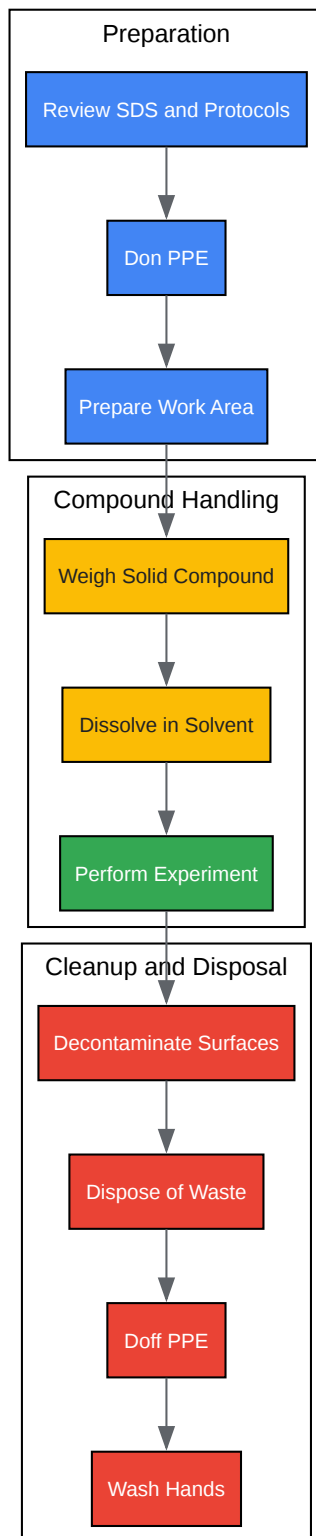 Preparation
Review SDS and Protocols
Don PPE
Prepare Work Area
Compound Handling
Weigh Solid Compound
Dissolve in Solvent
Perform Experiment
Cleanup and Disposal
Decontaminate Surfaces
Dispose of Waste
Doff PPE
Wash Hands